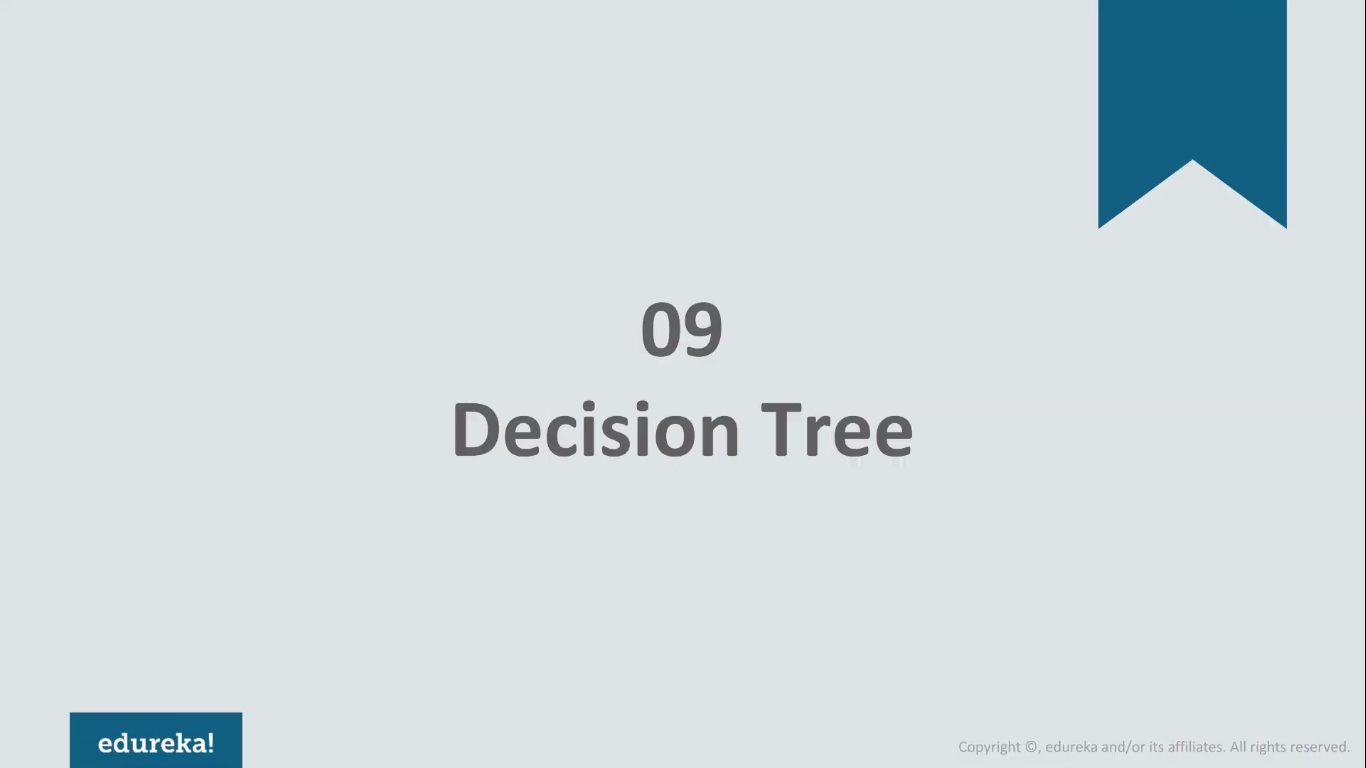 09
Decision Tree
edureka!
Copyright ©, edureka and/or its affiliates. All rights reserved.